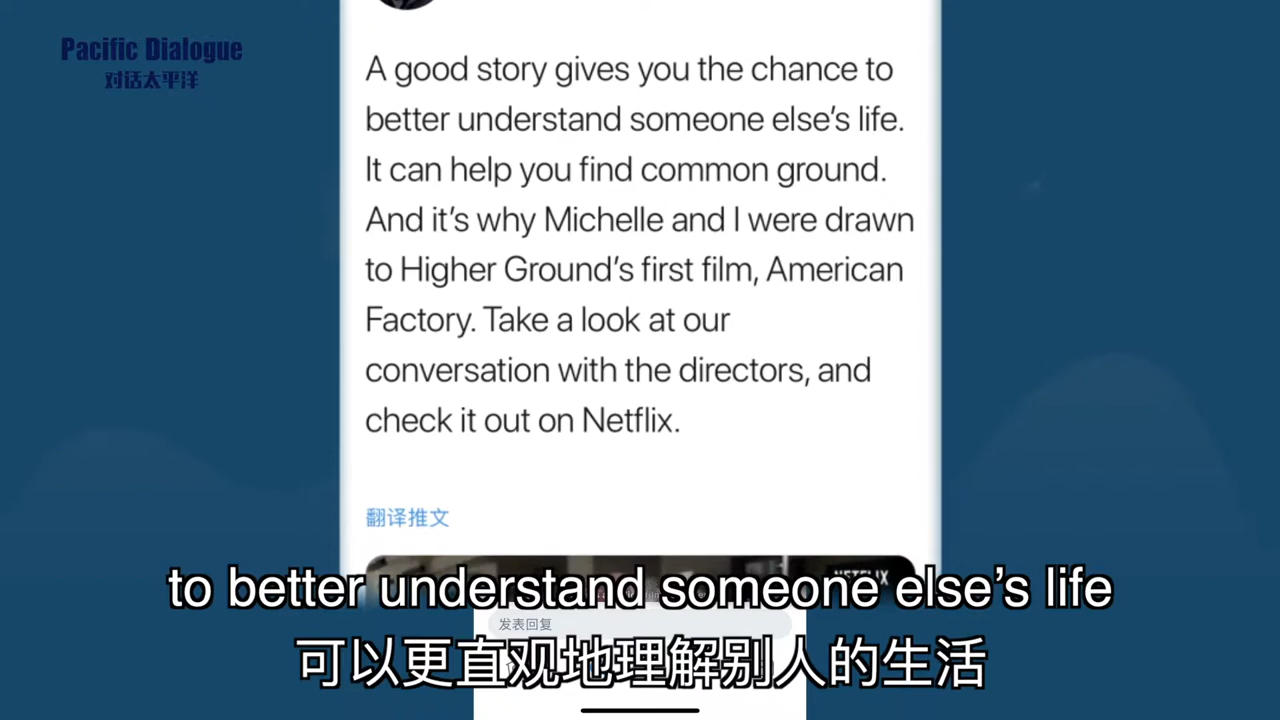 Pacific Dialogue
对话太平洋
A good story gives you the chance to
better understand someone else’s life.
It can help you find common ground.
And it’s why Michelle and I were drawn
to Higher Ground’s first film, American
Factory. Take a look at our
conversation with the directors, and
check it out on Netflix.
翻译推文
NETFLIX
to better understand someone else’s life
发表回复
可以更直观地理解别人的生活